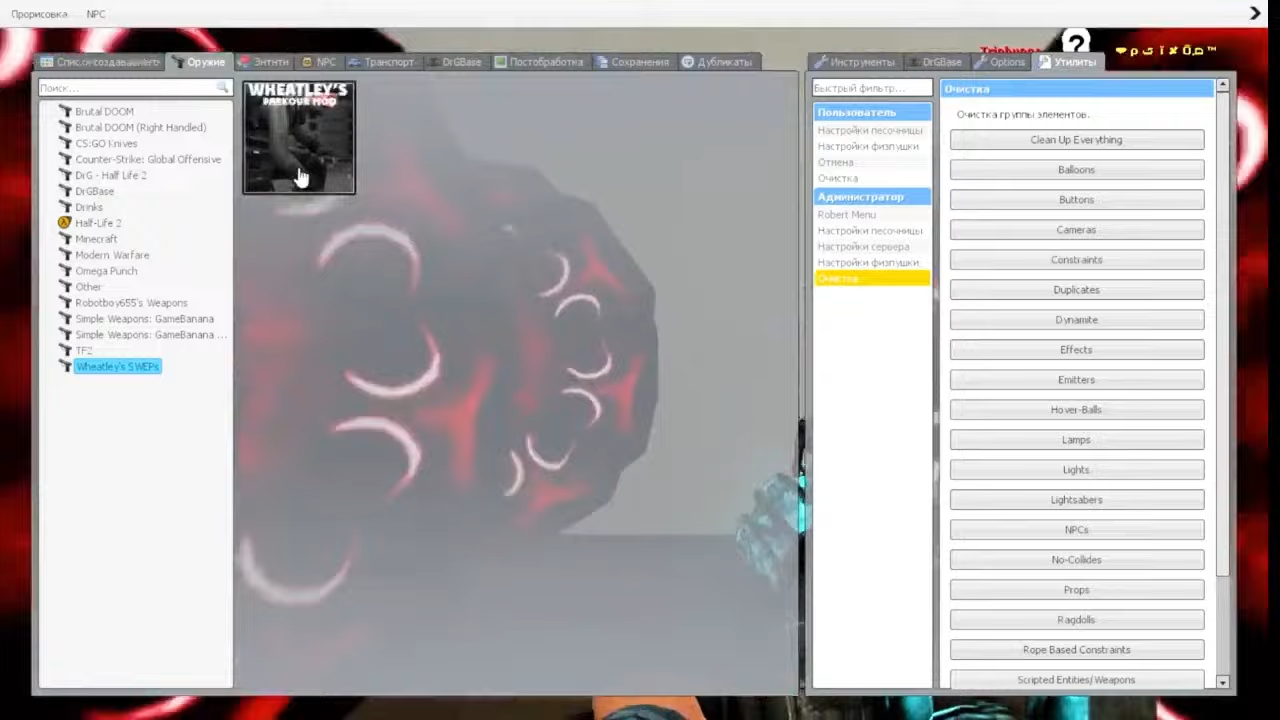 Прорисовка NPC
Оружие Энтити NPC Транспорт DrGBase Постобработка Сохранения Дубликаты
Поиск...
Brutal DOOM
Brutal DOOM (Right Handled)
CS:GO Knives
Counter-Strike: Global Offensive
DrG - Half Life 2
DrGBase
Drinks
Half-Life 2
Minecraft
Modern Warfare
Omega Punch
Other
Robotboy655's Weapons
Simple Weapons: GameBanana
Simple Weapons: GameBanana ...
TF2
Wheatley's SWEPs
WHEATLEY'S
PARKOUR MOD
?
Инструменты DrGBase Options Утилиты
Быстрый фильтр...
Пользователь
Настройки песочницы
Настройки физпушки
Отмена
Очистка
Администратор
Robert Menu
Настройки песочницы
Настройки сервера
Настройки физпушки
Очистка
Очистка
Очистка группы элементов.
Clean Up Everything
Balloons
Buttons
Cameras
Constraints
Duplicates
Dynamite
Effects
Emitters
Hover-Balls
Lamps
Lights
Lightsabers
NPCs
No-Collides
Props
Ragdolls
Rope Based Constraints
Scripted Entities/Weapons